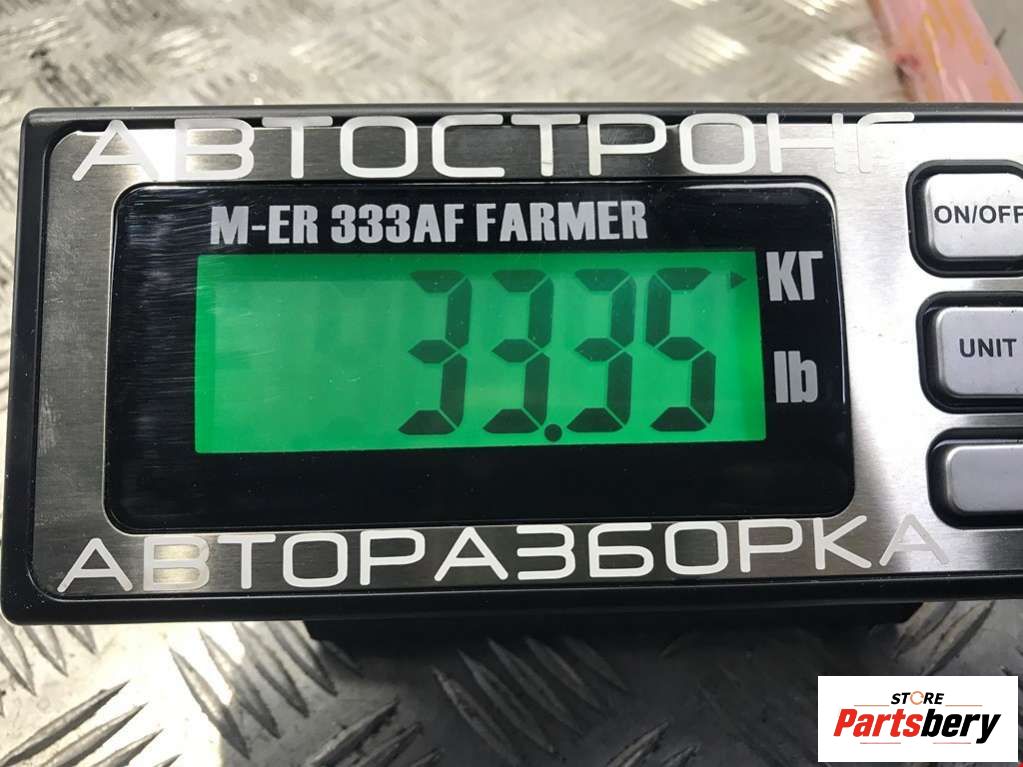 АВТОСТРОНГ
M-ER 333AF FARMER
33.35
КГ
lb
ON/OFF
UNIT
АВТОРАЗБОРКА
STORE
Partsbery